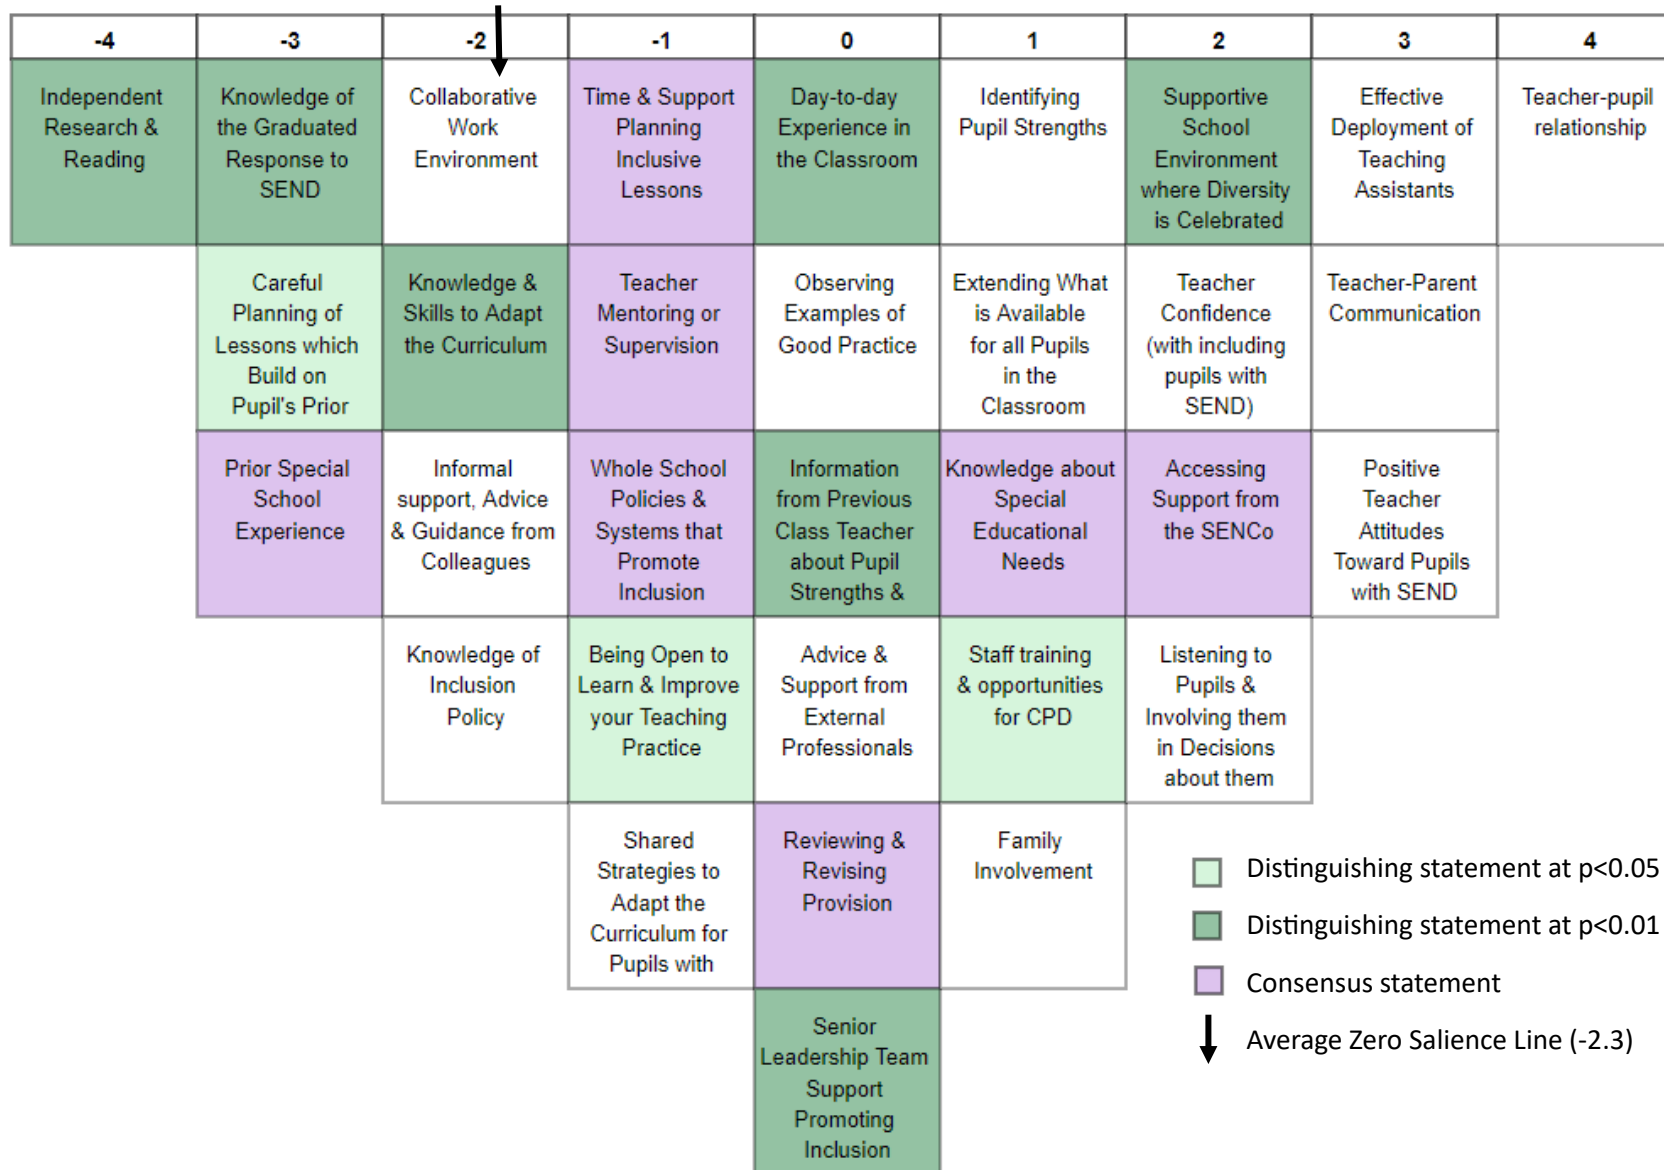 -4
-3
-2
-1
0
1
2
3
4
Independent
Research &
Reading
Knowledge of
the Graduated
Response to
SEND
Collaborative
Work
Environment
Time & Support
Planning
Inclusive
Lessons
Day-to-day
Experience in
the Classroom
Identifying
Pupil Strengths
Supportive
School
Environment
where Diversity
is Celebrated
Effective
Deployment of
Teaching
Assistants
Teacher-pupil
relationship
Careful
Planning of
Lessons which
Build on
Pupil's Prior
Knowledge &
Skills to Adapt
the Curriculum
Teacher
Mentoring or
Supervision
Observing
Examples of
Good Practice
Extending What
is Available
for all Pupils
in the
Classroom
Teacher
Confidence
(with including
pupils with
SEND)
Teacher-Parent
Communication
Prior Special
School
Experience
Informal
support, Advice
& Guidance from
Colleagues
Whole School
Policies &
Systems that
Promote
Inclusion
Information
from Previous
Class Teacher
about Pupil
Strengths &
Knowledge about
Special
Educational
Needs
Accessing
Support from
the SENCo
Positive
Teacher
Attitudes
Toward Pupils
with SEND
Knowledge of
Inclusion
Policy
Being Open to
Learn & Improve
your Teaching
Practice
Advice &
Support from
External
Professionals
Staff training
& opportunities
for CPD
Listening to
Pupils &
Involving them
in Decisions
about them
Shared
Strategies to
Adapt the
Curriculum for
Pupils with
Reviewing &
Revising
Provision
Family
Involvement
Senior
Leadership Team
Support
Promoting
Inclusion
Distinguishing statement at p<0.05
Distinguishing statement at p<0.01
Consensus statement
Average Zero Salience Line (-2.3)